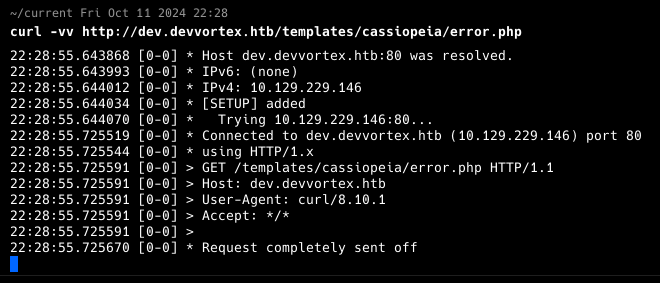 ~/current Fri Oct 11 2024 22:28
curl -vv http://dev.devvortex.htb/templates/cassiopeia/error.php
22:28:55.643868 [0-0] * Host dev.devvortex.htb:80 was resolved.
22:28:55.643993 [0-0] * IPv6: (none)
22:28:55.644012 [0-0] * IPv4: 10.129.229.146
22:28:55.644034 [0-0] * [SETUP] added
22:28:55.644070 [0-0] *   Trying 10.129.229.146:80...
22:28:55.725519 [0-0] * Connected to dev.devvortex.htb (10.129.229.146) port 80
22:28:55.725544 [0-0] * using HTTP/1.x
22:28:55.725591 [0-0] > GET /templates/cassiopeia/error.php HTTP/1.1
22:28:55.725591 [0-0] > Host: dev.devvortex.htb
22:28:55.725591 [0-0] > User-Agent: curl/8.10.1
22:28:55.725591 [0-0] > Accept: */*
22:28:55.725591 [0-0] >
22:28:55.725670 [0-0] * Request completely sent off